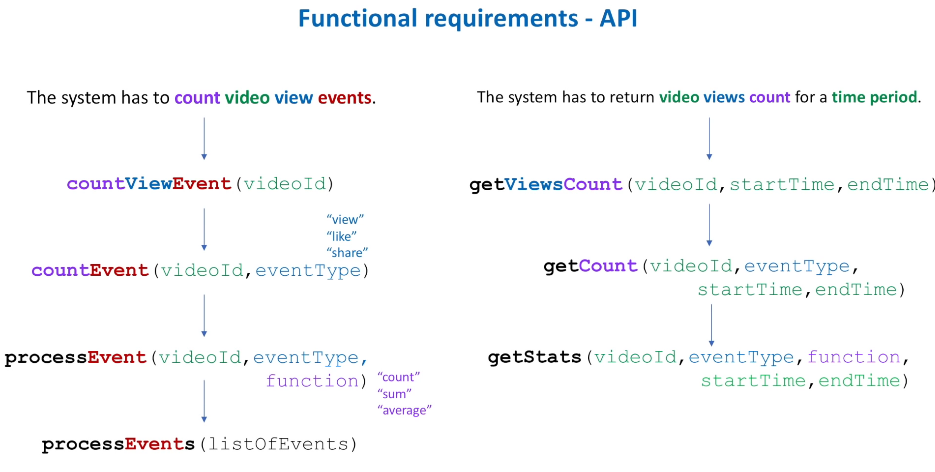 Functional requirements - API
The system has to count video view events.
countViewEvent(videoId)
“view”
“like”
“share”
countEvent(videoId,eventType)
processEvent(videoId,eventType,
function)
“count”
“sum”
“average”
processEvents(listOfEvents)
The system has to return video views count for a time period.
getViewsCount(videoId,startTime,endTime)
getCount(videoId,eventType,
startTime,endTime)
getStats(videoId,eventType,function,
startTime,endTime)